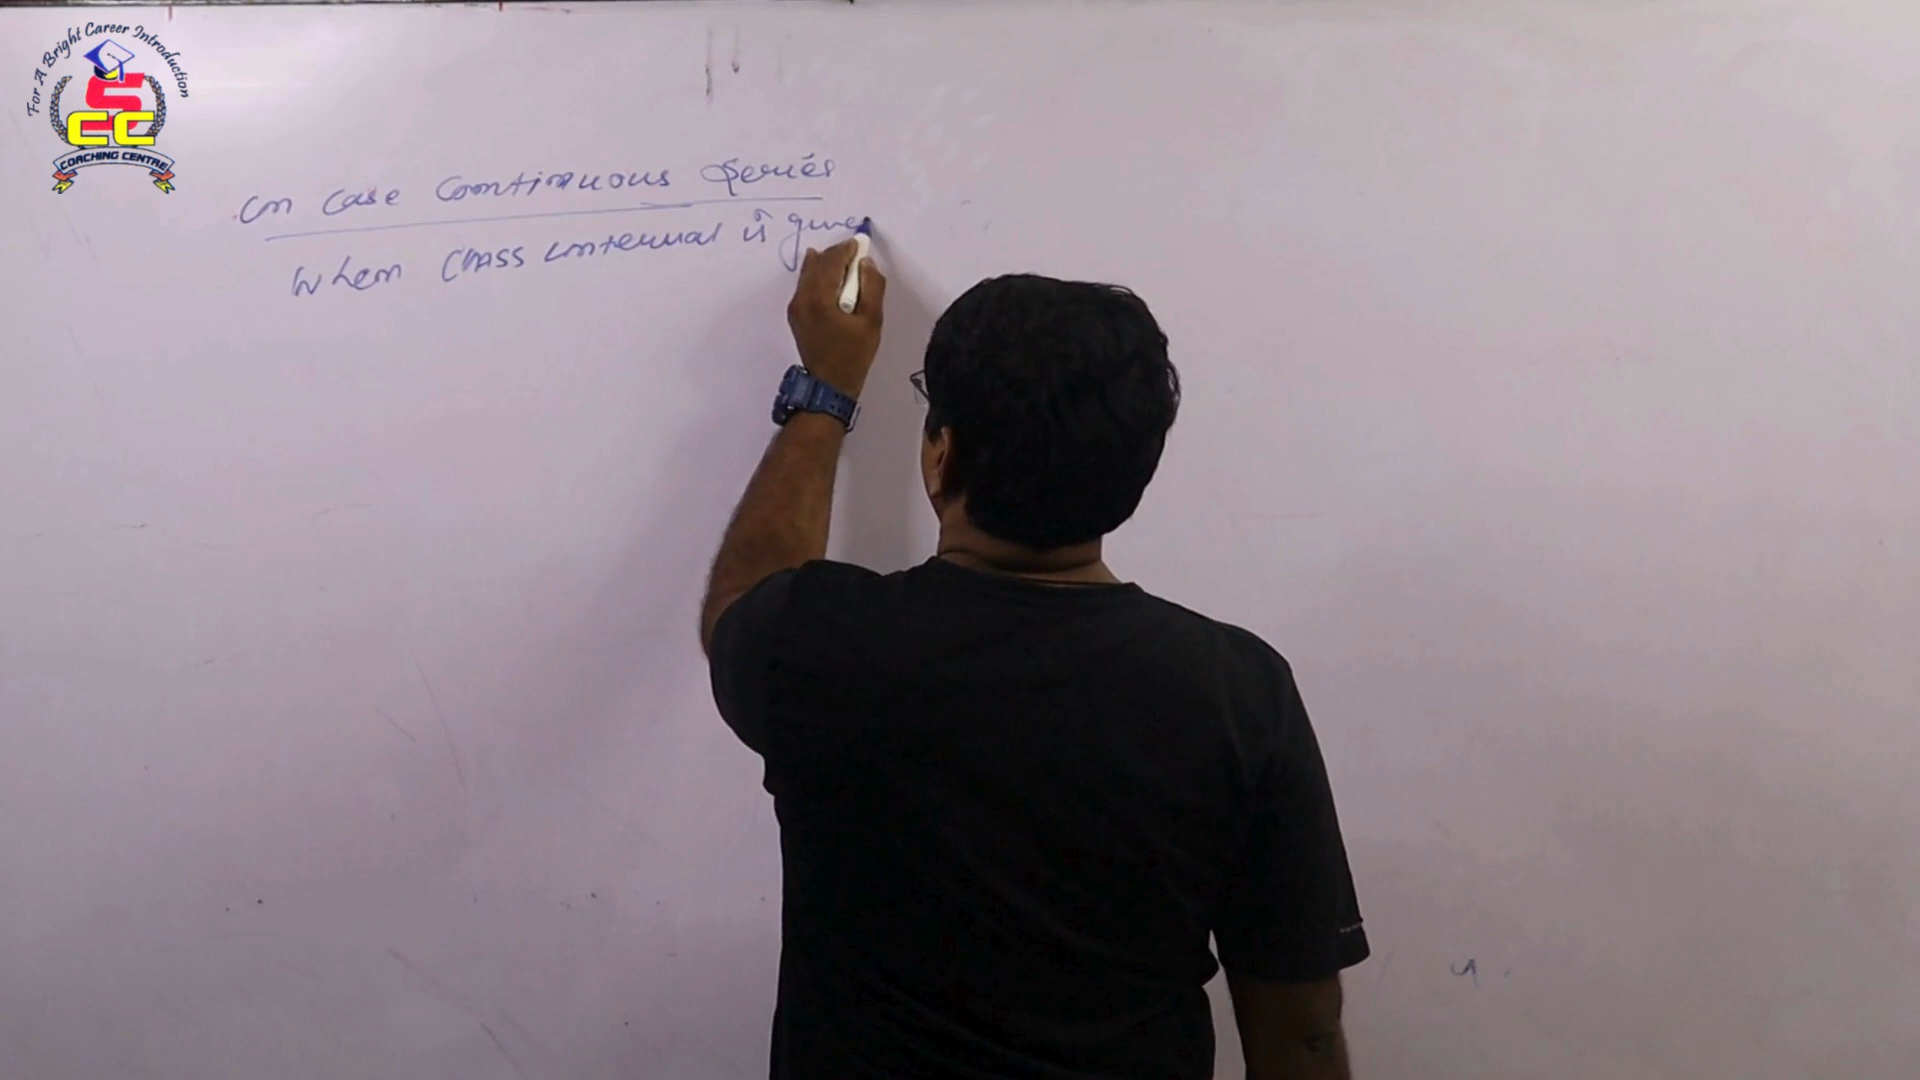 For A Bright Career Introduction
S
CC
COACHING CENTRE
In case Continuous Series
When class interval is give